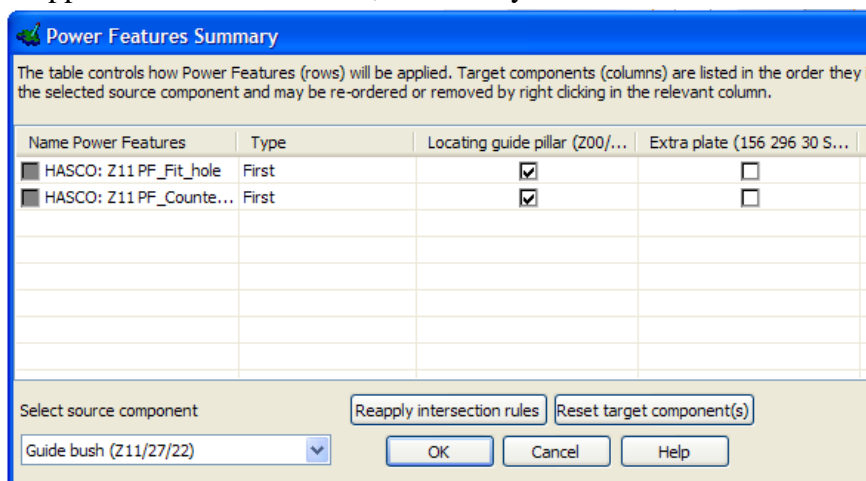 Power Features Summary
The table controls how Power Features (rows) will be applied. Target components (columns) are listed in the order they
the selected source component and may be re-ordered or removed by right clicking in the relevant column.
Name Power Features Type Locating guide pillar (Z00/... Extra plate (156 296 30 S...
HASCO: Z11 PF_Fit_hole First
HASCO: Z11 PF_Counte... First
Select source component Reapply intersection rules Reset target component(s)
Guide bush (Z11/27/22) OK Cancel Help